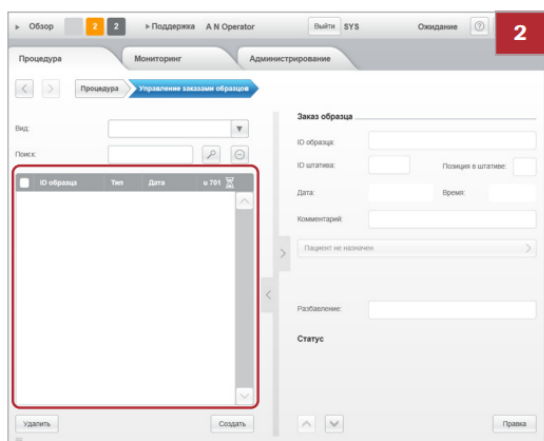 Обзор 2 2 Поддержка A N Operator Выйти SYS Ожидание ? 2
Процедура Мониторинг Администрирование
Процедура Управление заказами образцов
Заказ образца
Вид:
ID образца:
Поиск:
ID штатива: Позиция в штативе:
ID образца Тип Дата u 701
Дата: Время:
Комментарий:
Пациент не назначен
Разбавление:
Статус
Удалить Создать Правка